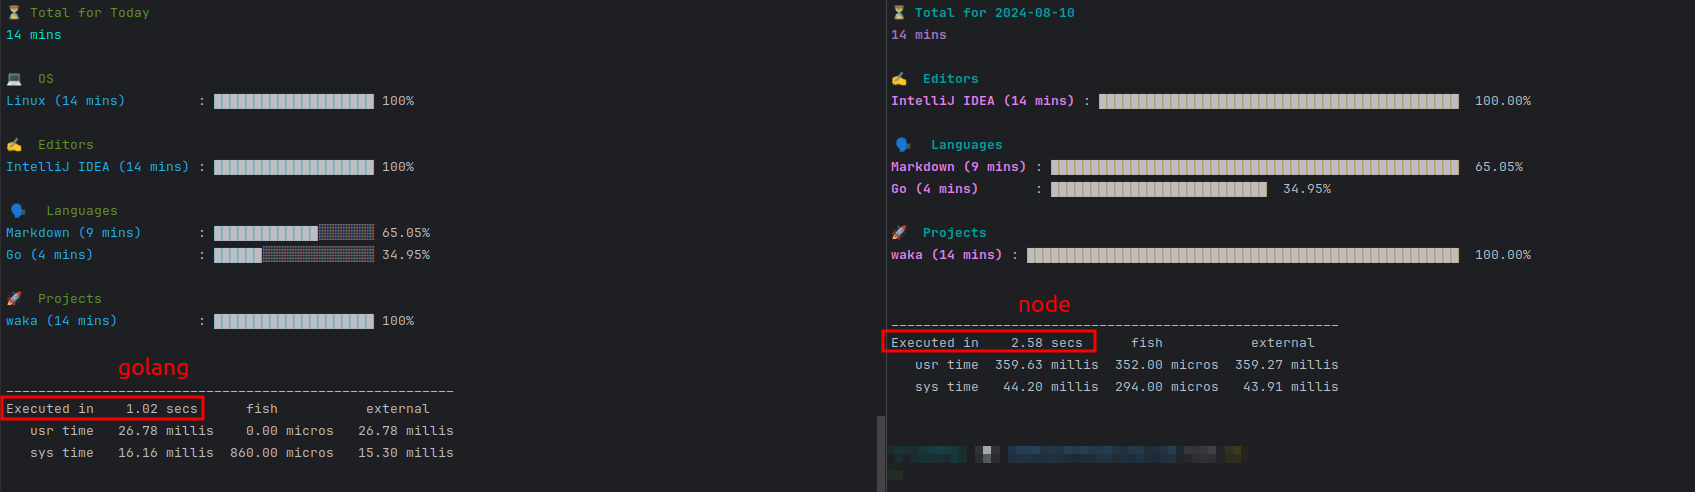 ⏳ Total for Today
14 mins
💻 OS
Linux (14 mins) : 100%
✍️ Editors
IntelliJ IDEA (14 mins) : 100%
🗣️ Languages
Markdown (9 mins) : 65.05%
Go (4 mins) : 34.95%
🚀 Projects
waka (14 mins) : 100%
golang
Executed in 1.02 secs fish external
usr time 26.78 millis 0.00 micros 26.78 millis
sys time 16.16 millis 860.00 micros 15.30 millis
⏳ Total for 2024-08-10
14 mins
✍️ Editors
IntelliJ IDEA (14 mins) : 100.00%
🗣️ Languages
Markdown (9 mins) : 65.05%
Go (4 mins) : 34.95%
🚀 Projects
waka (14 mins) : 100.00%
node
Executed in 2.58 secs fish external
usr time 359.63 millis 352.00 micros 359.27 millis
sys time 44.20 millis 294.00 micros 43.91 millis